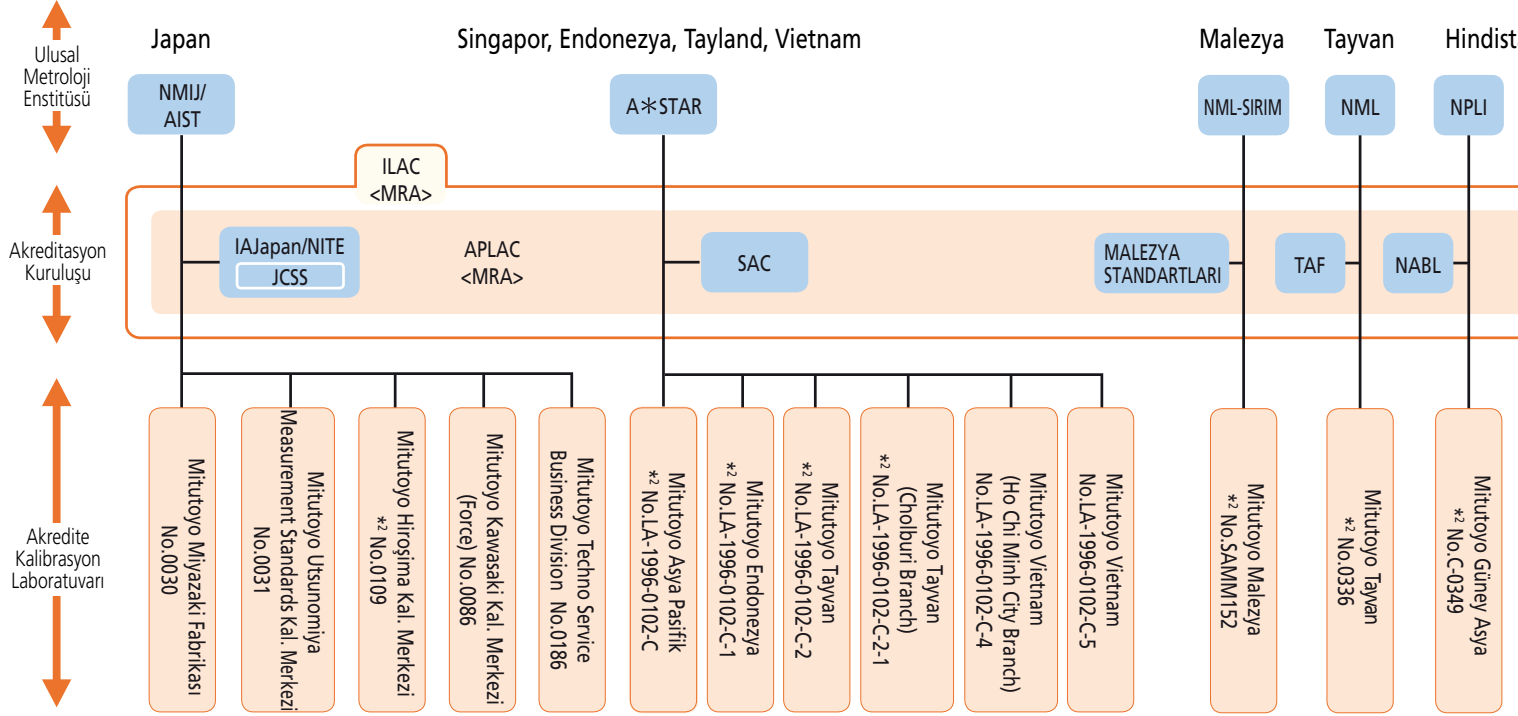 Ulusal
Metroloji
Enstitüsü
Japan
Singapor, Endonezya, Tayland, Vietnam
Malezya
Tayvan
Hindist
NMIJ/
AIST
A✳STAR
NML-SIRIM
NML
NPLI
ILAC
<MRA>
Akreditasyon
Kuruluşu
IAJapan/NITE
JCSS
APLAC
<MRA>
SAC
MALEZYA
STANDARTLARI
TAF
NABL
Akredite
Kalibrasyon
Laboratuvarı
Mitutoyo Miyazaki Fabrikası
No.0030
Mitutoyo Utsunomiya
Measurement Standards Kal. Merkezi
No.0031
Mitutoyo Hiroşima Kal. Merkezi
*2 No.0109
Mitutoyo Kawasaki Kal. Merkezi
(Force) No.0086
Mitutoyo Techno Service
Business Division No.0186
Mitutoyo Asya Pasifik
*2 No.LA-1996-0102-C
Mitutoyo Endonezya
*2 No.LA-1996-0102-C-1
Mitutoyo Tayvan
*2 No.LA-1996-0102-C-2
Mitutoyo Tayvan
(Cholburi Branch)
*2 No.LA-1996-0102-C-2-1
Mitutoyo Vietnam
(Ho Chi Minh City Branch)
No.LA-1996-0102-C-4
Mitutoyo Vietnam
No.LA-1996-0102-C-5
Mitutoyo Malezya
*2 No.SAMM152
Mitutoyo Tayvan
*2 No.0336
Mitutoyo Güney Asya
*2 No.C-0349